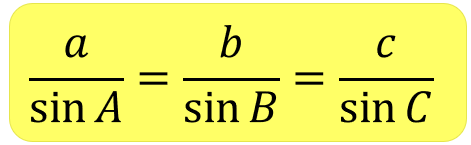 a/sin A = b/sin B = c/sin C